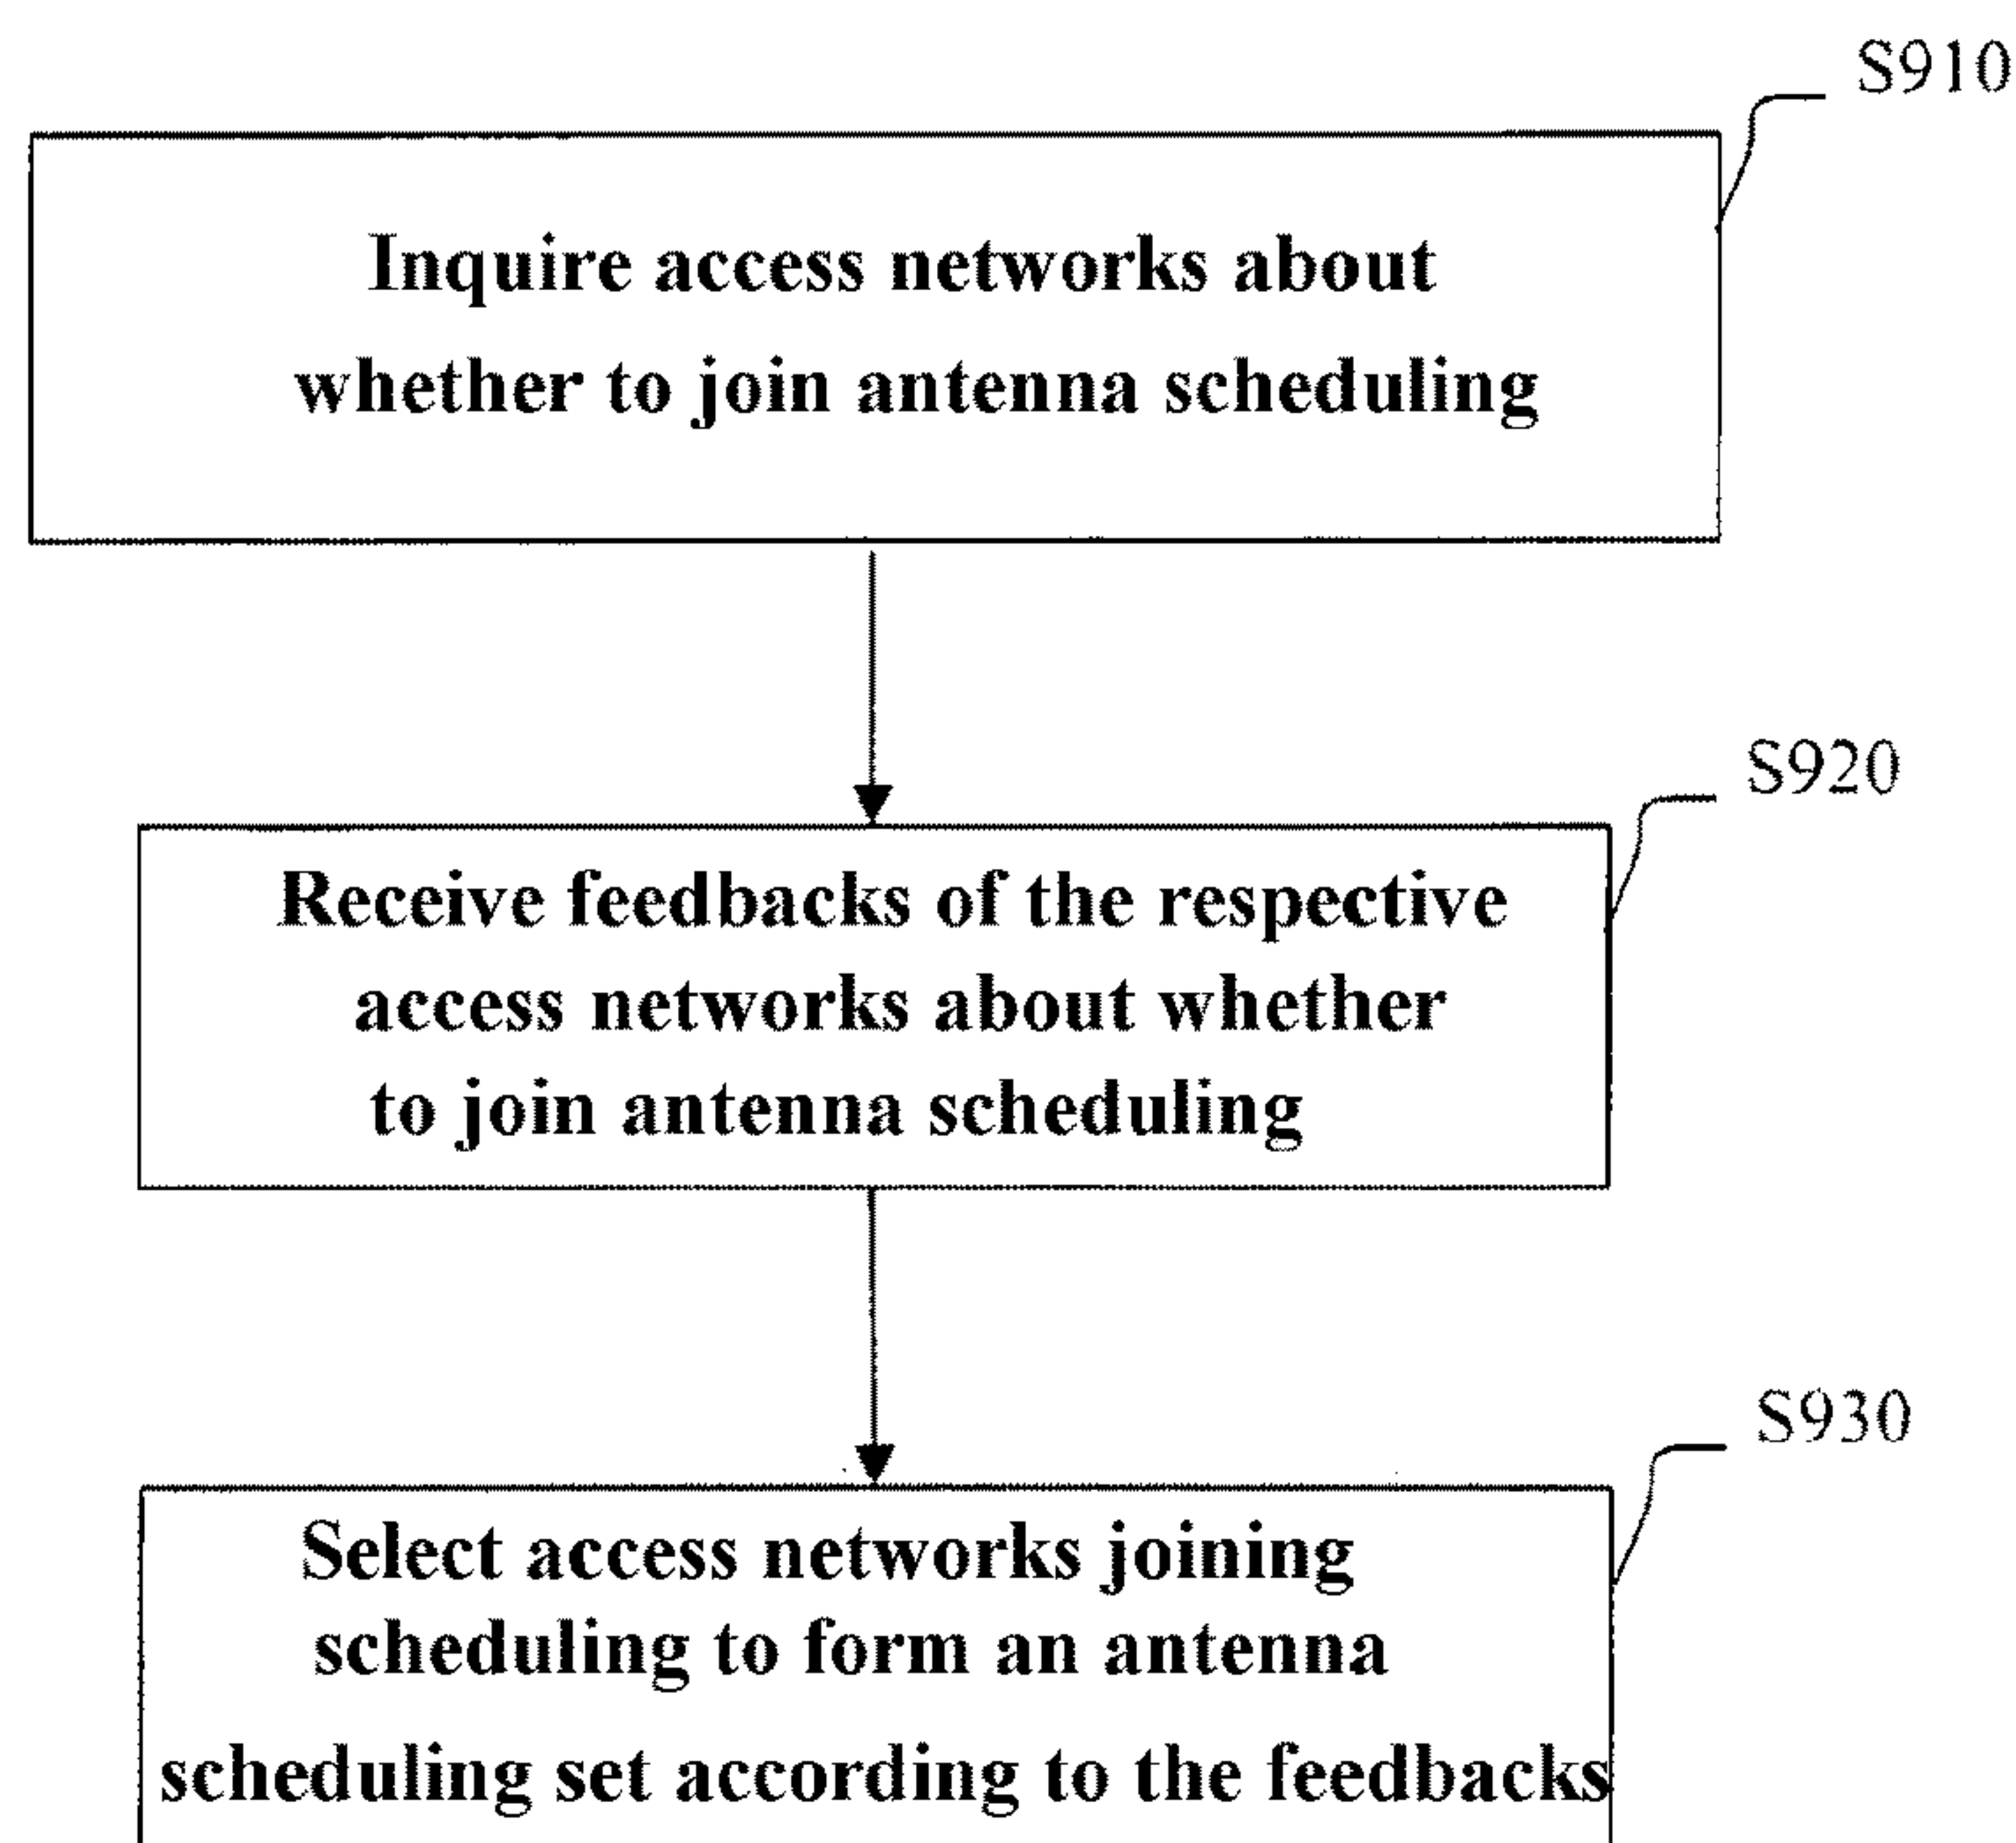 S910
Inquire access networks about
whether to join antenna scheduling
S920
Receive feedbacks of the respective
access networks about whether
to join antenna scheduling
S930
Select access networks joining
scheduling to form an antenna
scheduling set according to the feedbacks